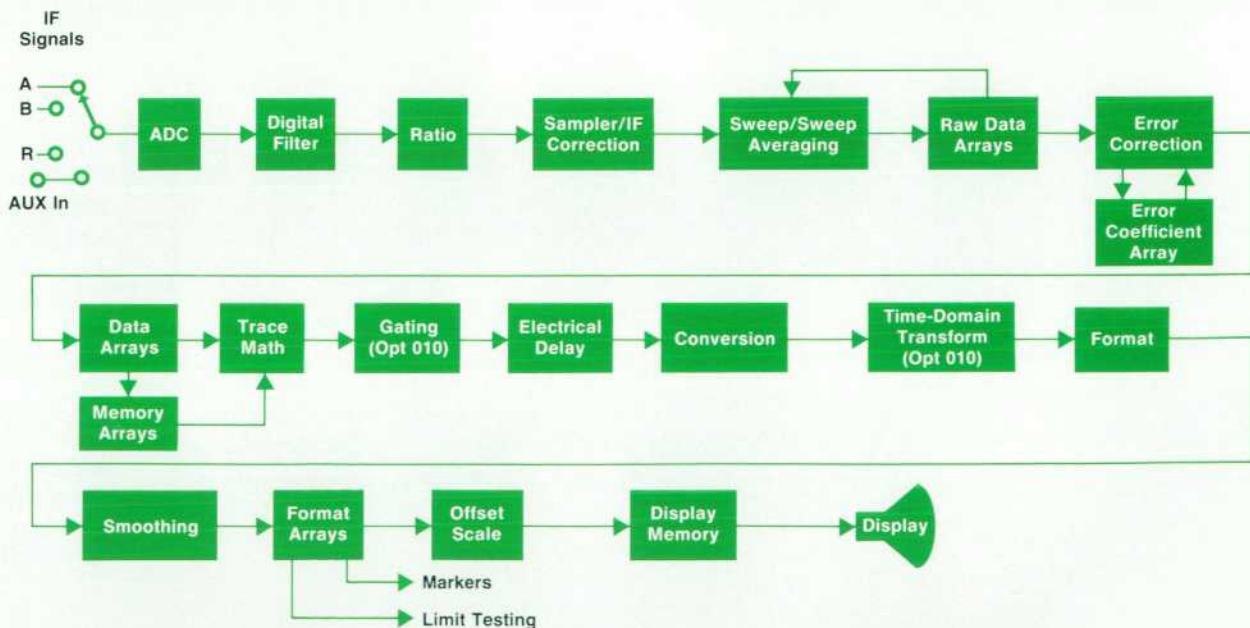 IF
Signals
A
B
R
AUX In
ADC
Digital
Filter
Ratio
Sampler/IF
Correction
Sweep/Sweep
Averaging
Raw Data
Arrays
Error
Correction
Error
Coefficient
Array
Data
Arrays
Trace
Math
Gating
(Opt 010)
Electrical
Delay
Conversion
Time-Domain
Transform
(Opt 010)
Format
Memory
Arrays
Smoothing
Format
Arrays
Offset
Scale
Display
Memory
Display
Markers
Limit Testing